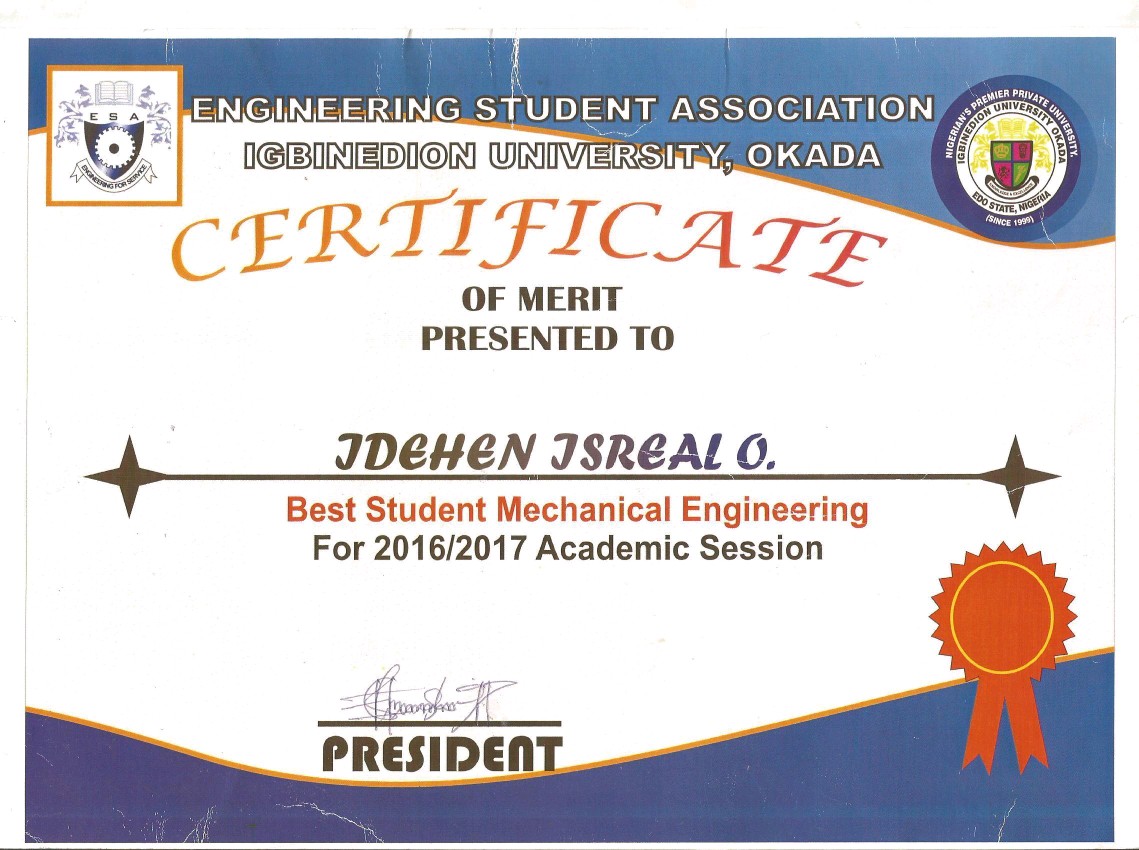 ESA
ENGINEERING FOR SERVICE
ENGINEERING STUDENT ASSOCIATION
IGBINEDION UNIVERSITY, OKADA
NIGERIAN'S PREMIER PRIVATE UNIVERSITY.
IGBINEDION UNIVERSITY OKADA
EDO STATE, NIGERIA
(SINCE 1999)
CERTIFICATE
OF MERIT
PRESENTED TO
IDEHEN ISREAL O.
Best Student Mechanical Engineering
For 2016/2017 Academic Session
PRESIDENT